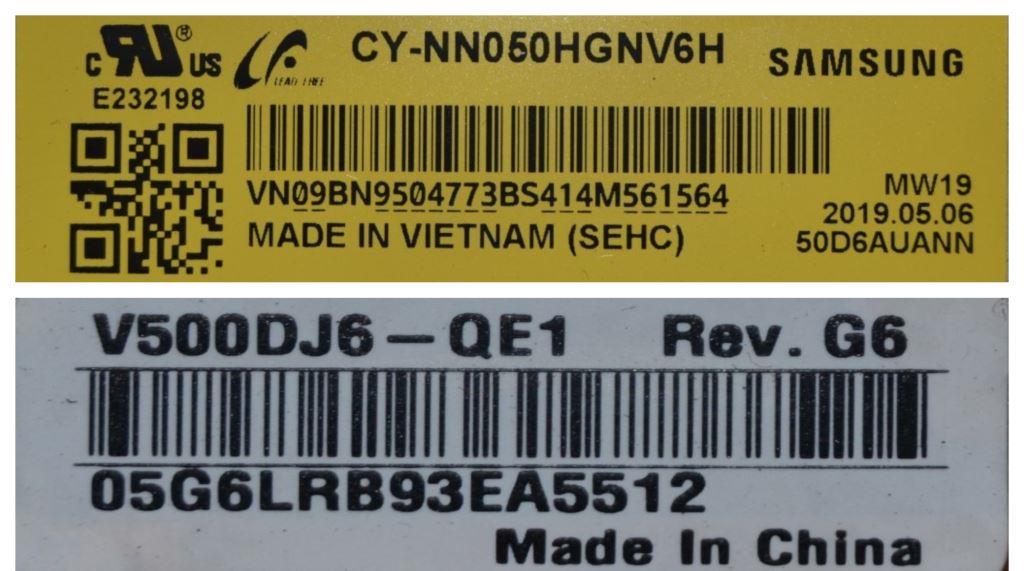 c RU® US
E232198
LEAD FREE
CY-NN050HGNV6H
SAMSUNG
VN09BN9504773BS414M561564
MADE IN VIETNAM (SEHC)
MW19
2019.05.06
50D6AUANN
V500DJ6-QE1 Rev. G6
05G6LRB93EA5512
Made In China